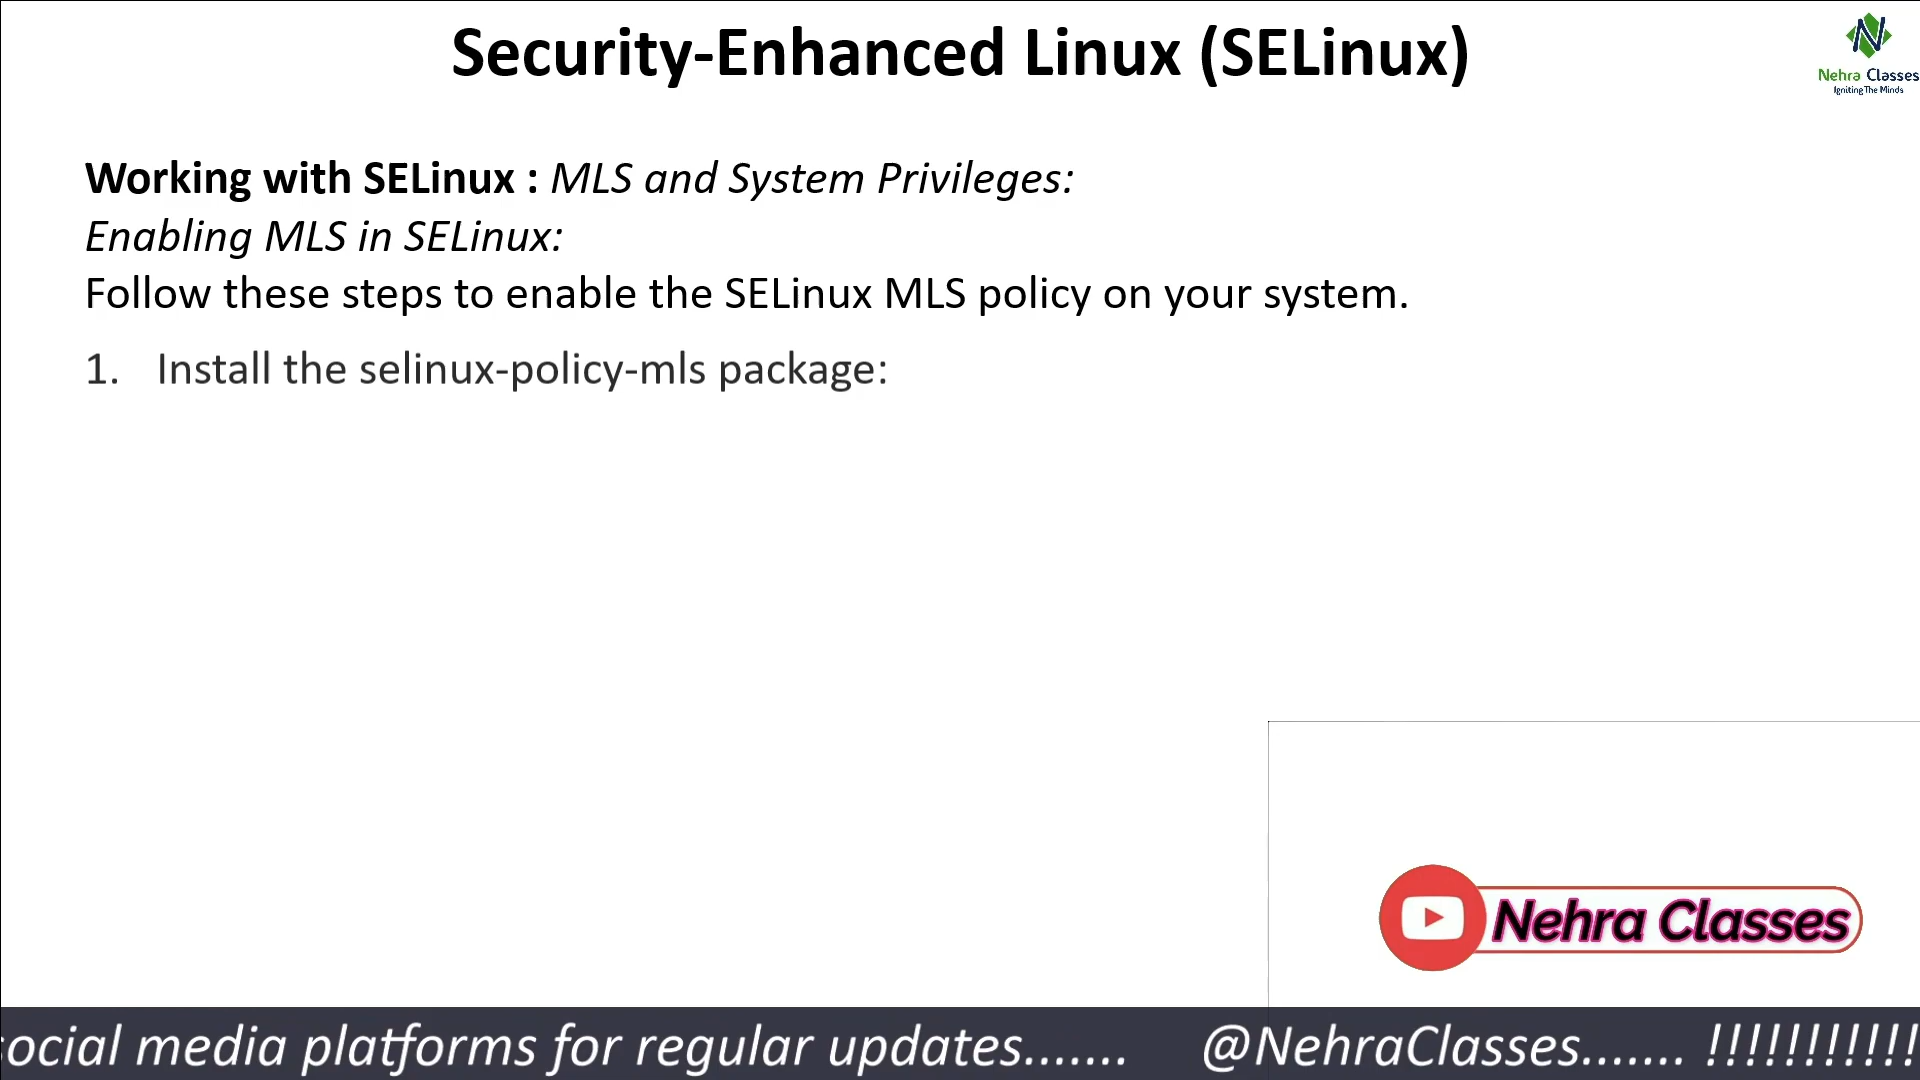 Security-Enhanced Linux (SELinux)
Nehra Classes
Igniting The Minds
Working with SELinux : MLS and System Privileges:
Enabling MLS in SELinux:
Follow these steps to enable the SELinux MLS policy on your system.
1. Install the selinux-policy-mls package:
Nehra Classes
social media platforms for regular updates....... @NehraClasses....... !!!!!!!!!!!